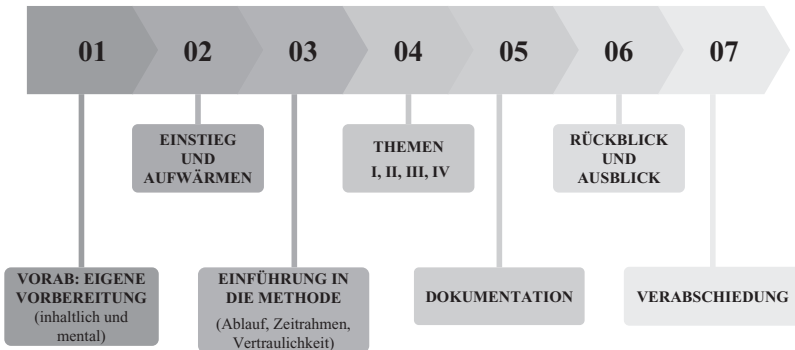 01 02 03 04 05 06 07
EINSTIEG
UND
AUFWÄRMEN
THEMEN
I, II, III, IV
RÜCKBLICK
UND
AUSBLICK
VORAB: EIGENE
VORBEREITUNG
(inhaltlich und
mental)
EINFÜHRUNG IN
DIE METHODE
(Ablauf, Zeitrahmen,
Vertraulichkeit)
DOKUMENTATION
VERABSCHIEDUNG